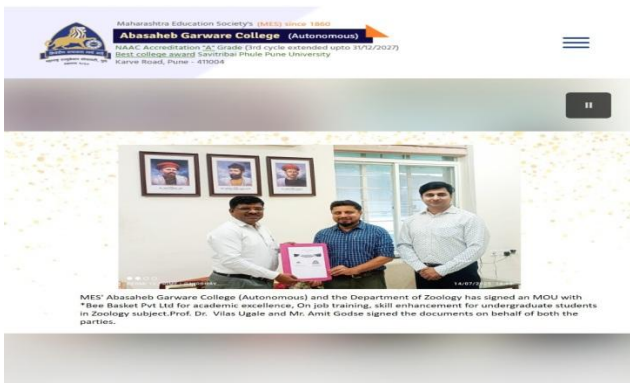 Maharashtra Education Society's (MES) since 1860
Abasaheb Garware College (Autonomous)
NAAC Accreditation "A" Grade (3rd cycle extended upto 31/12/2027)
Best college award Savitribai Phule Pune University
Karve Road, Pune - 411004
MES' Abasaheb Garware College (Autonomous) and the Department of Zoology has signed an MOU with
*Bee Basket Pvt Ltd for academic excellence, On job training, skill enhancement for undergraduate students
in Zoology subject.Prof. Dr. Vilas Ugale and Mr. Amit Godse signed the documents on behalf of both the
parties.